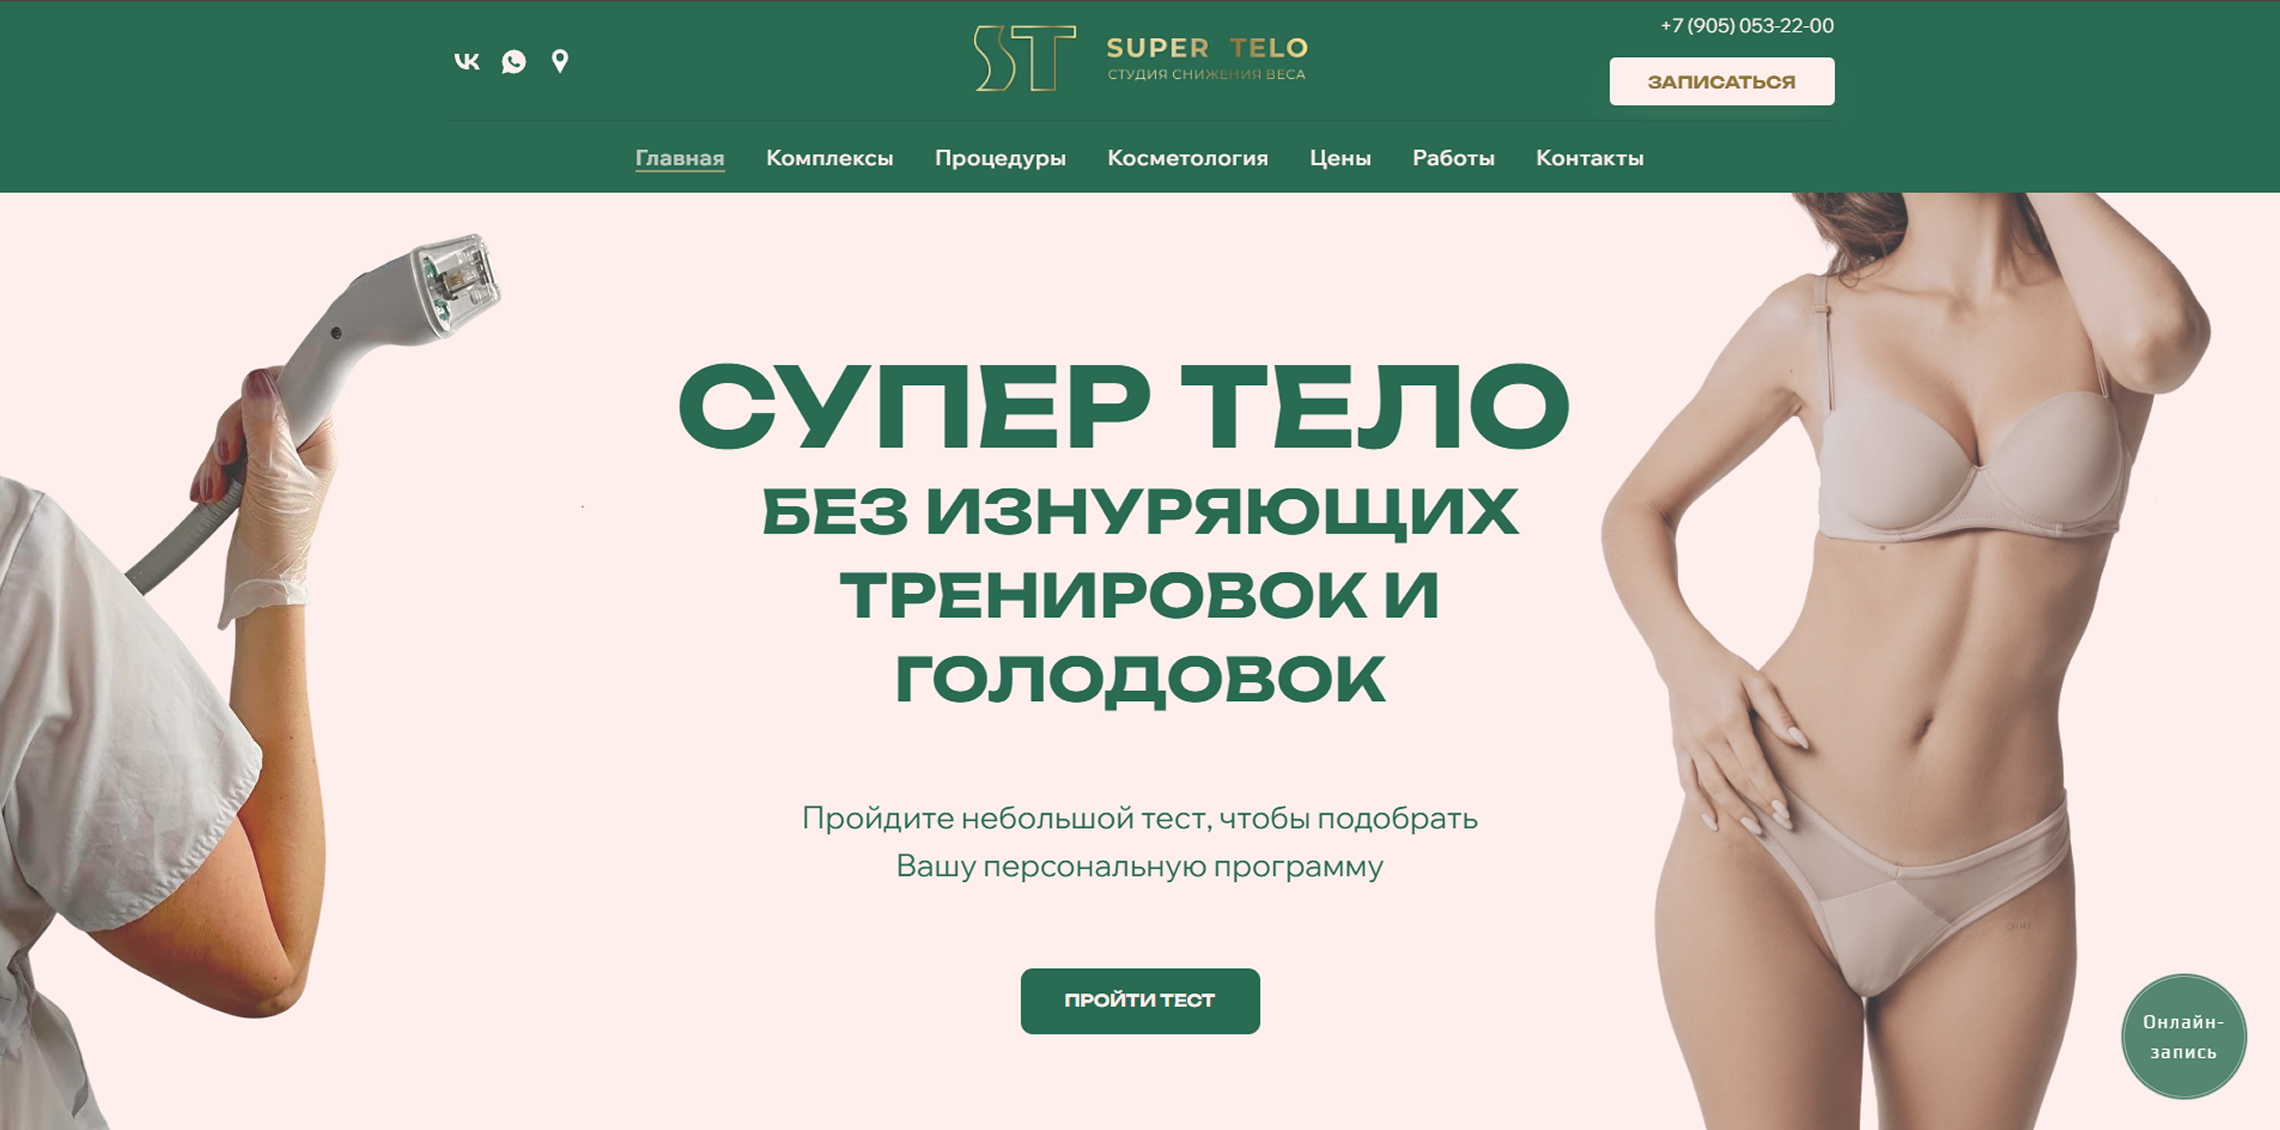 ST SUPER TELO
СТУДИЯ СНИЖЕНИЯ ВЕСА
+7 (905) 053-22-00
ЗАПИСАТЬСЯ
Главная Комплексы Процедуры Косметология Цены Работы Контакты
СУПЕР ТЕЛО
БЕЗ ИЗНУРЯЮЩИХ
ТРЕНИРОВОК И
ГОЛОДОВОК
Пройдите небольшой тест, чтобы подобрать
Вашу персональную программу
ПРОЙТИ ТЕСТ
Онлайн-
запись